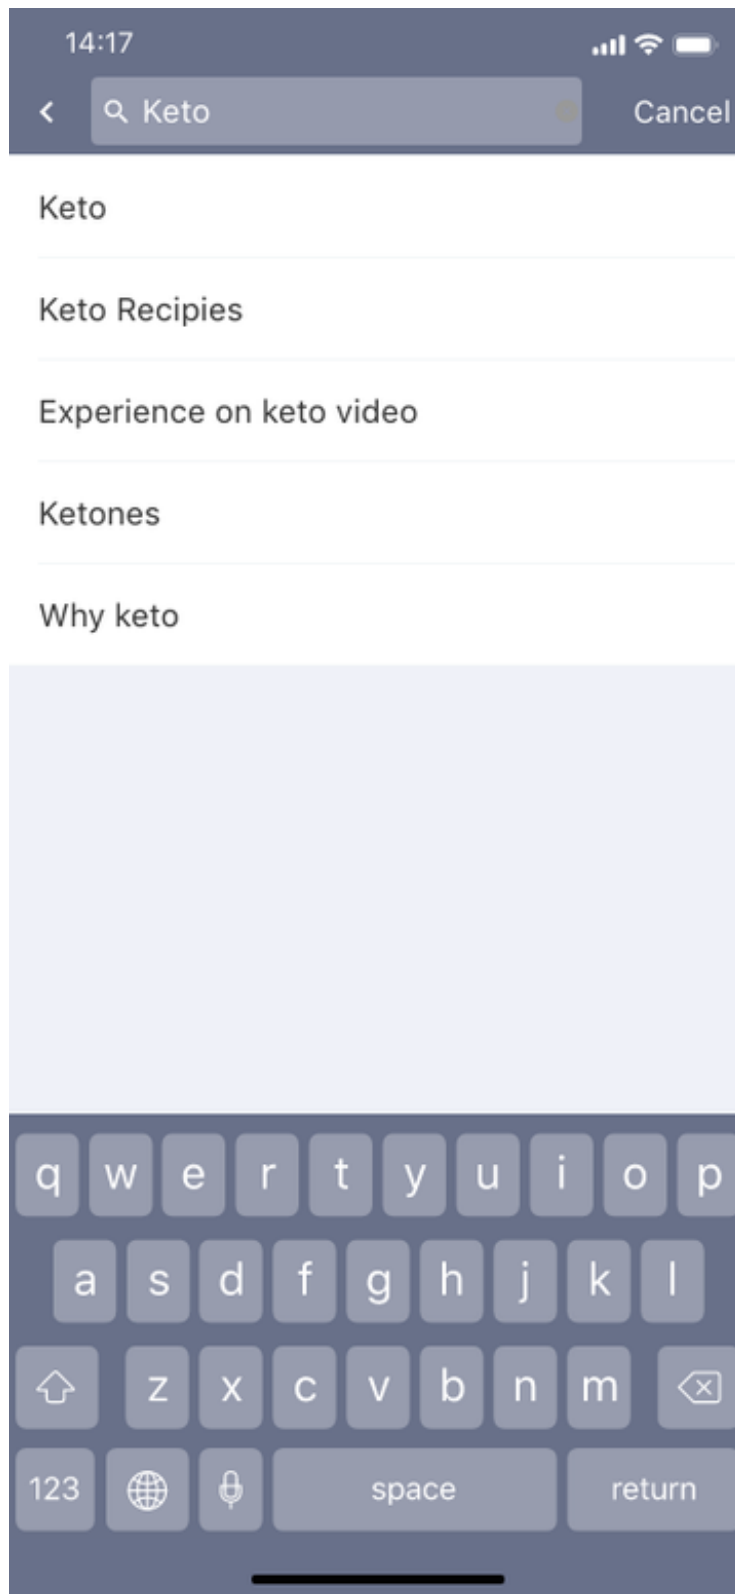 14:17
Keto Cancel
Keto
Keto Recipies
Experience on keto video
Ketones
Why keto
q w e r t y u i o p
a s d f g h j k l
z x c v b n m
123 space return